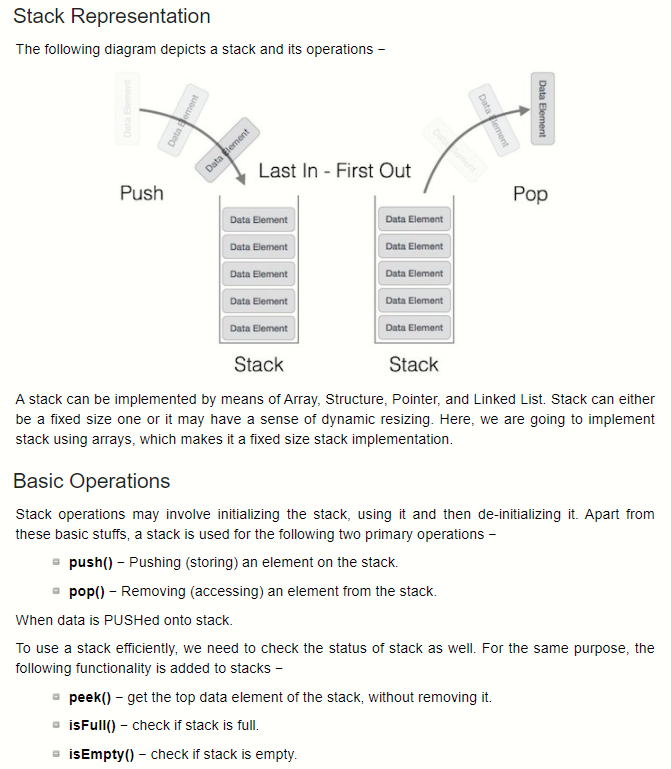 Stack Representation
The following diagram depicts a stack and its operations −
Data Element
Data Element
Data Element
Data Element
Data Element
Data Element
Last In - First Out
Push
Pop
Data Element
Data Element
Data Element
Data Element
Data Element
Data Element
Data Element
Data Element
Data Element
Data Element
Stack
Stack
A stack can be implemented by means of Array, Structure, Pointer, and Linked List. Stack can either
be a fixed size one or it may have a sense of dynamic resizing. Here, we are going to implement
stack using arrays, which makes it a fixed size stack implementation.
Basic Operations
Stack operations may involve initializing the stack, using it and then de-initializing it. Apart from
these basic stuffs, a stack is used for the following two primary operations −
push() − Pushing (storing) an element on the stack.
pop() − Removing (accessing) an element from the stack.
When data is PUSHed onto stack.
To use a stack efficiently, we need to check the status of stack as well. For the same purpose, the
following functionality is added to stacks −
peek() − get the top data element of the stack, without removing it.
isFull() − check if stack is full.
isEmpty() − check if stack is empty.